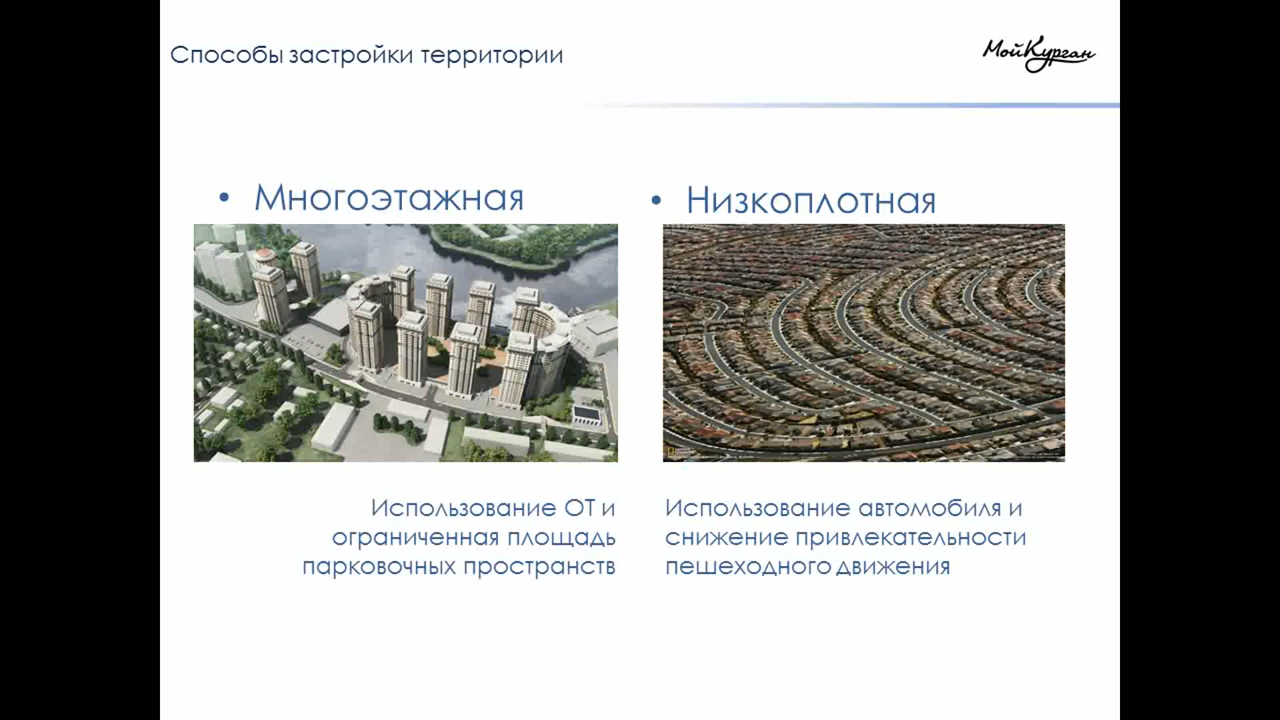 Способы застройки территории
МойКурган
• Многоэтажная
• Низкоплотная
Использование ОТ и
ограниченная площадь
парковочных пространств
Использование автомобиля и
снижение привлекательности
пешеходного движения